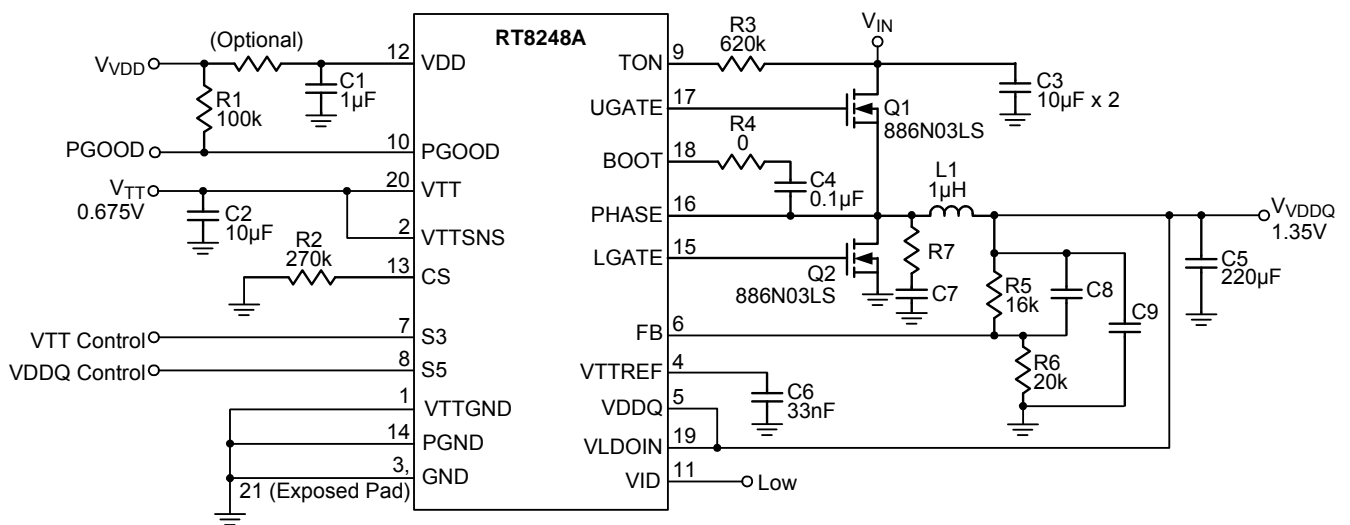 RT8248A
(Optional)
V_VDD
12 VDD
C1
1µF
R1
100k
PGOOD
10 PGOOD
V_TT
0.675V
20 VTT
C2
10µF
2 VTTSNS
R2
270k
13 CS
VTT Control
7 S3
VDDQ Control
8 S5
1 VTTGND
14 PGND
3,
21 (Exposed Pad)
GND
V_IN
R3
620k
TON 9
C3
10µF x 2
UGATE 17
Q1
886N03LS
R4
0
BOOT 18
C4
0.1µF
L1
1µH
PHASE 16
V_VDDQ
1.35V
LGATE 15
Q2
886N03LS
R7
C7
R5
16k
C8
C9
C5
220µF
FB 6
R6
20k
VTTREF 4
C6
33nF
VDDQ 5
VLDOIN 19
VID 11
Low